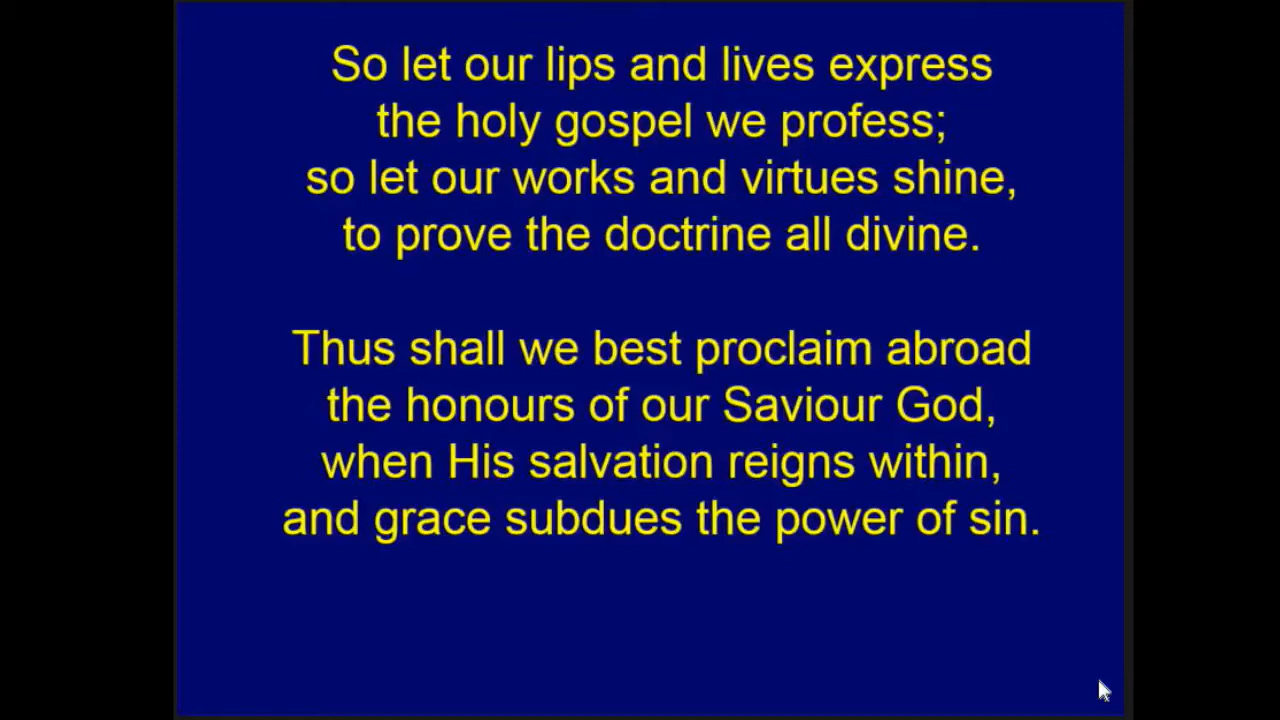 So let our lips and lives express
the holy gospel we profess;
so let our works and virtues shine,
to prove the doctrine all divine.
Thus shall we best proclaim abroad
the honours of our Saviour God,
when His salvation reigns within,
and grace subdues the power of sin.